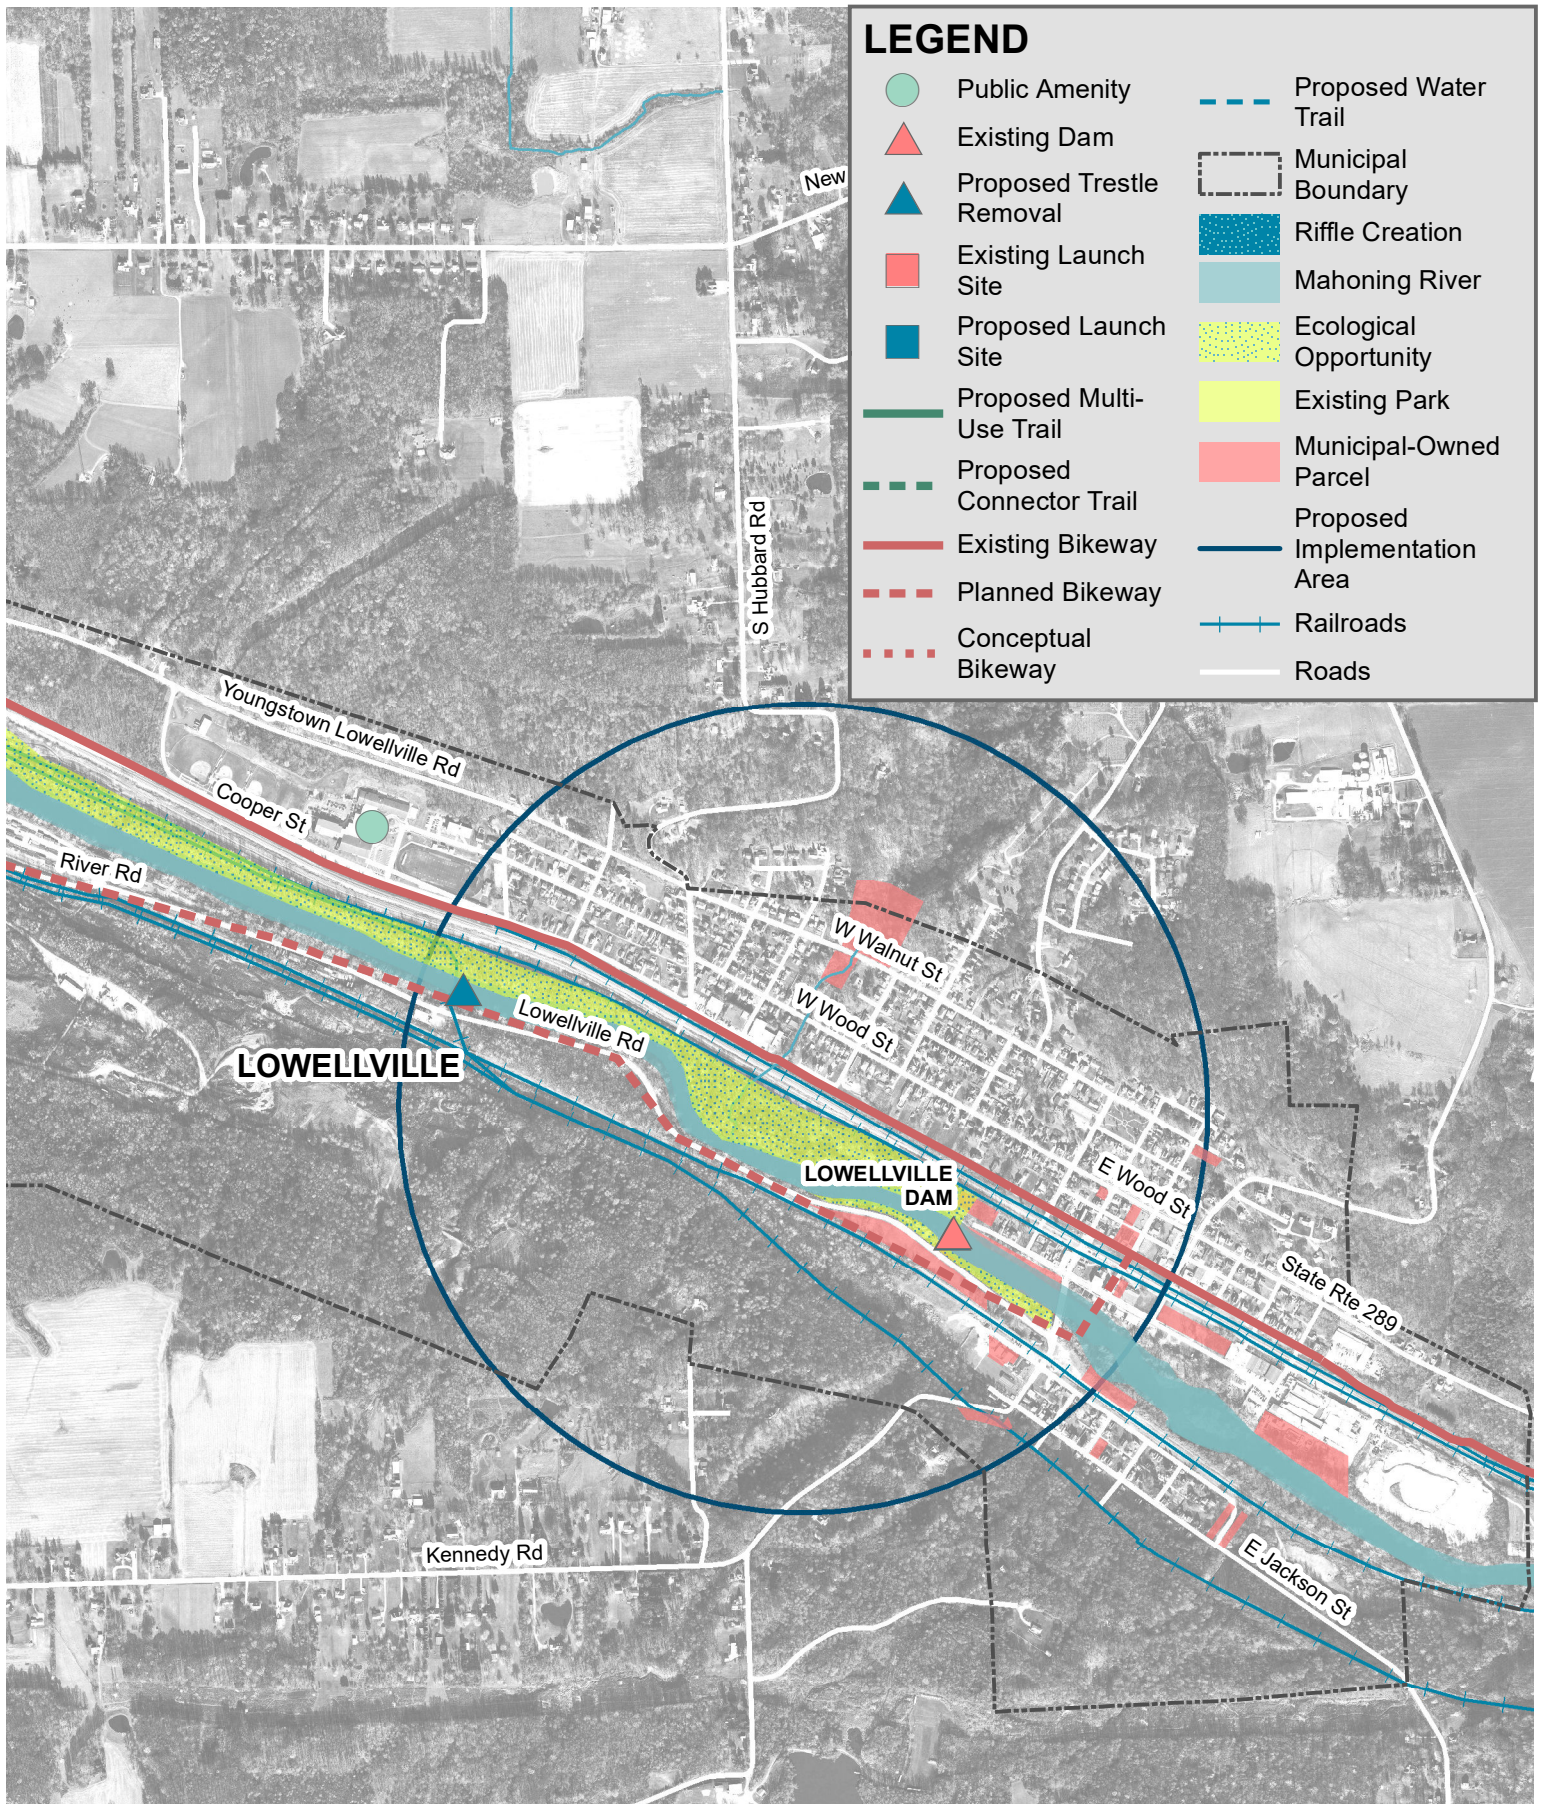 LEGEND
Public Amenity
Existing Dam
Proposed Trestle
Removal
Existing Launch
Site
Proposed Launch
Site
Proposed Multi-
Use Trail
Proposed
Connector Trail
Existing Bikeway
Planned Bikeway
Conceptual
Bikeway
Proposed Water
Trail
Municipal
Boundary
Riffle Creation
Mahoning River
Ecological
Opportunity
Existing Park
Municipal-Owned
Parcel
Proposed
Implementation
Area
Railroads
Roads
New
S Hubbard Rd
Youngstown Lowellville Rd
Cooper St
River Rd
W Walnut St
W Wood St
Lowellville Rd
LOWELLVILLE
LOWELLVILLE
DAM
E Wood St
State Rte 289
Kennedy Rd
E Jackson St